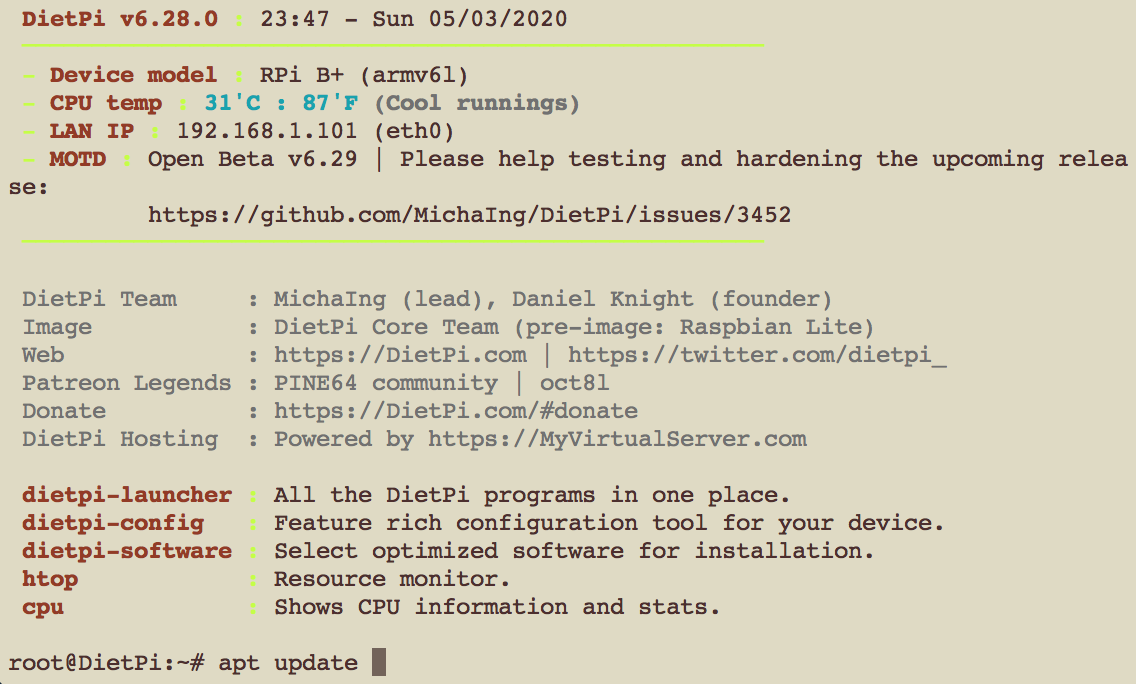 DietPi v6.28.0 : 23:47 - Sun 05/03/2020
- Device model : RPi B+ (armv6l)
- CPU temp : 31'C : 87'F (Cool runnings)
- LAN IP : 192.168.1.101 (eth0)
- MOTD : Open Beta v6.29 | Please help testing and hardening the upcoming relea
se:
https://github.com/MichaIng/DietPi/issues/3452
DietPi Team : MichaIng (lead), Daniel Knight (founder)
Image : DietPi Core Team (pre-image: Raspbian Lite)
Web : https://DietPi.com | https://twitter.com/dietpi_
Patreon Legends : PINE64 community | oct8l
Donate : https://DietPi.com/#donate
DietPi Hosting : Powered by https://MyVirtualServer.com
dietpi-launcher : All the DietPi programs in one place.
dietpi-config : Feature rich configuration tool for your device.
dietpi-software : Select optimized software for installation.
htop : Resource monitor.
cpu : Shows CPU information and stats.
root@DietPi:~# apt update